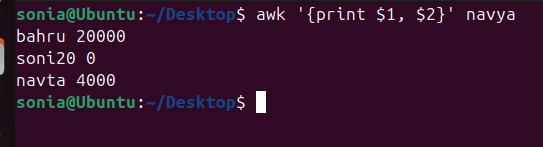 sonia@Ubuntu:~/Desktop$ awk '{print $1, $2}' navya
bahru 20000
soni20 0
navta 4000
sonia@Ubuntu:~/Desktop$